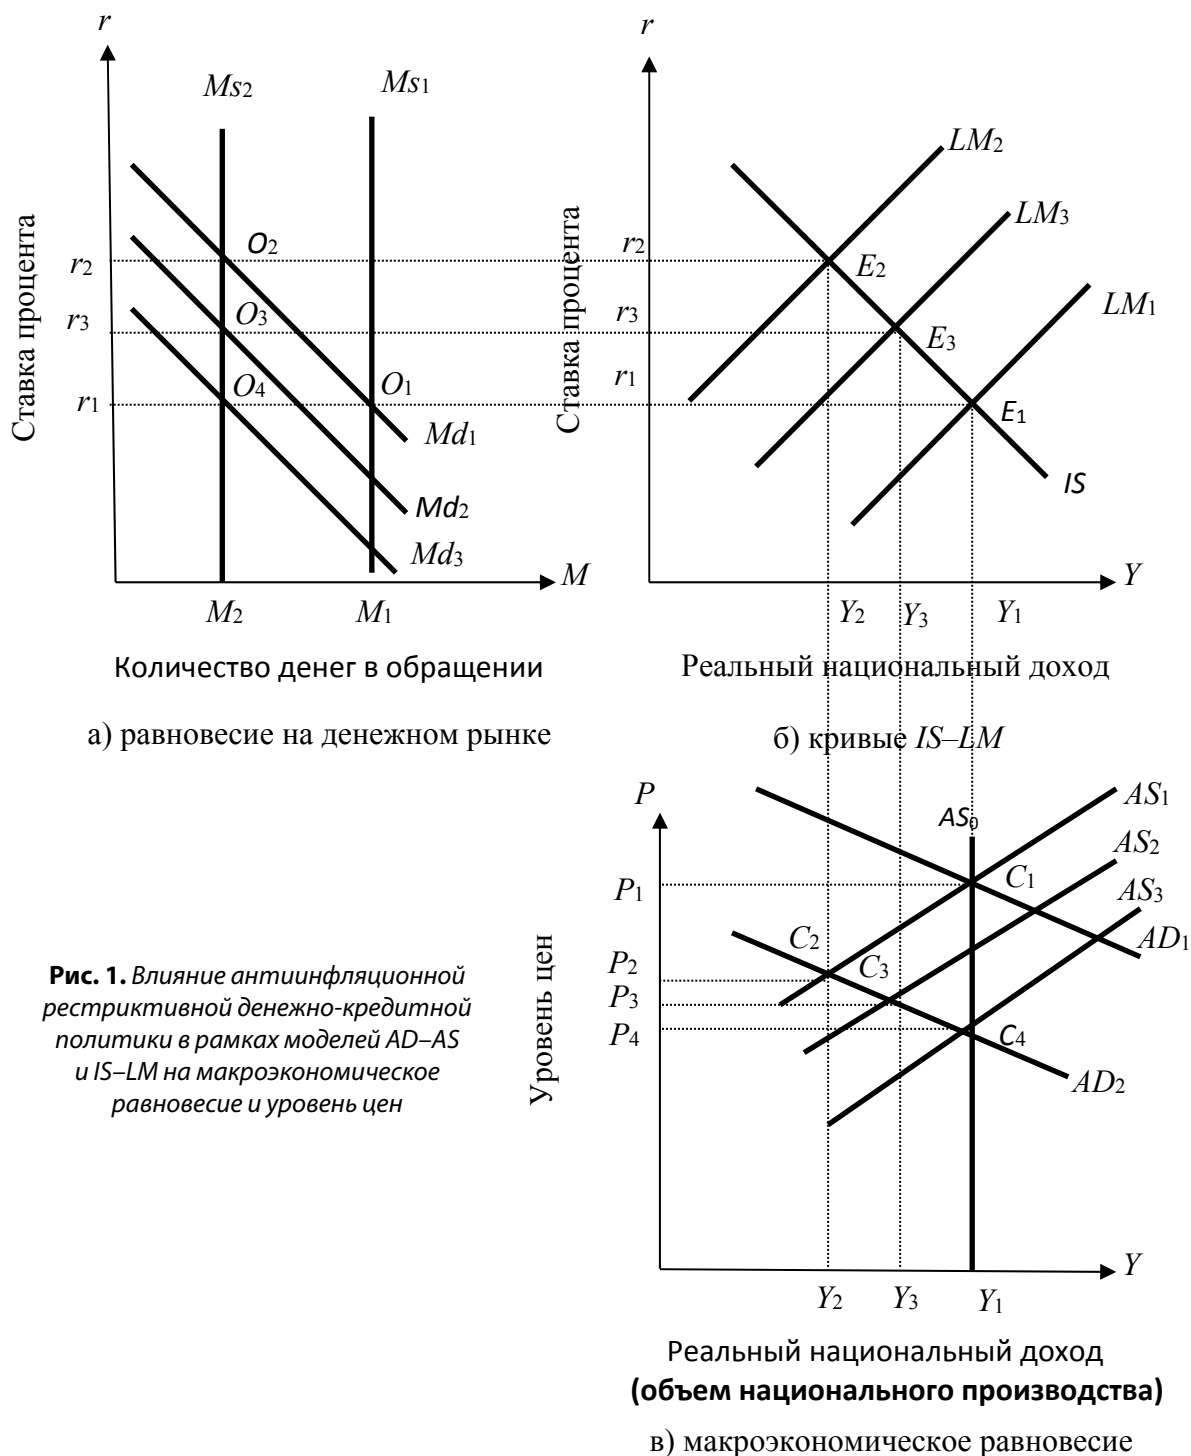 r
Ms2
Ms1
Ставка процента
r2
r3
r1
O2
O3
O4
O1
Md1
Md2
Md3
M
M2
M1
Количество денег в обращении
а) равновесие на денежном рынке
r
LM2
LM3
LM1
Ставка процента
r2
r3
r1
E2
E3
E1
IS
Y
Y2
Y3
Y1
Реальный национальный доход
б) кривые IS–LM
P
AS0
AS1
AS2
AS3
AD1
AD2
Уровень цен
P1
P2
P3
P4
C1
C2
C3
C4
Y
Y2
Y3
Y1
Реальный национальный доход
(объем национального производства)
в) макроэкономическое равновесие
Рис. 1. Влияние антиинфляционной
рестриктивной денежно-кредитной
политики в рамках моделей AD–AS
и IS–LM на макроэкономическое
равновесие и уровень цен